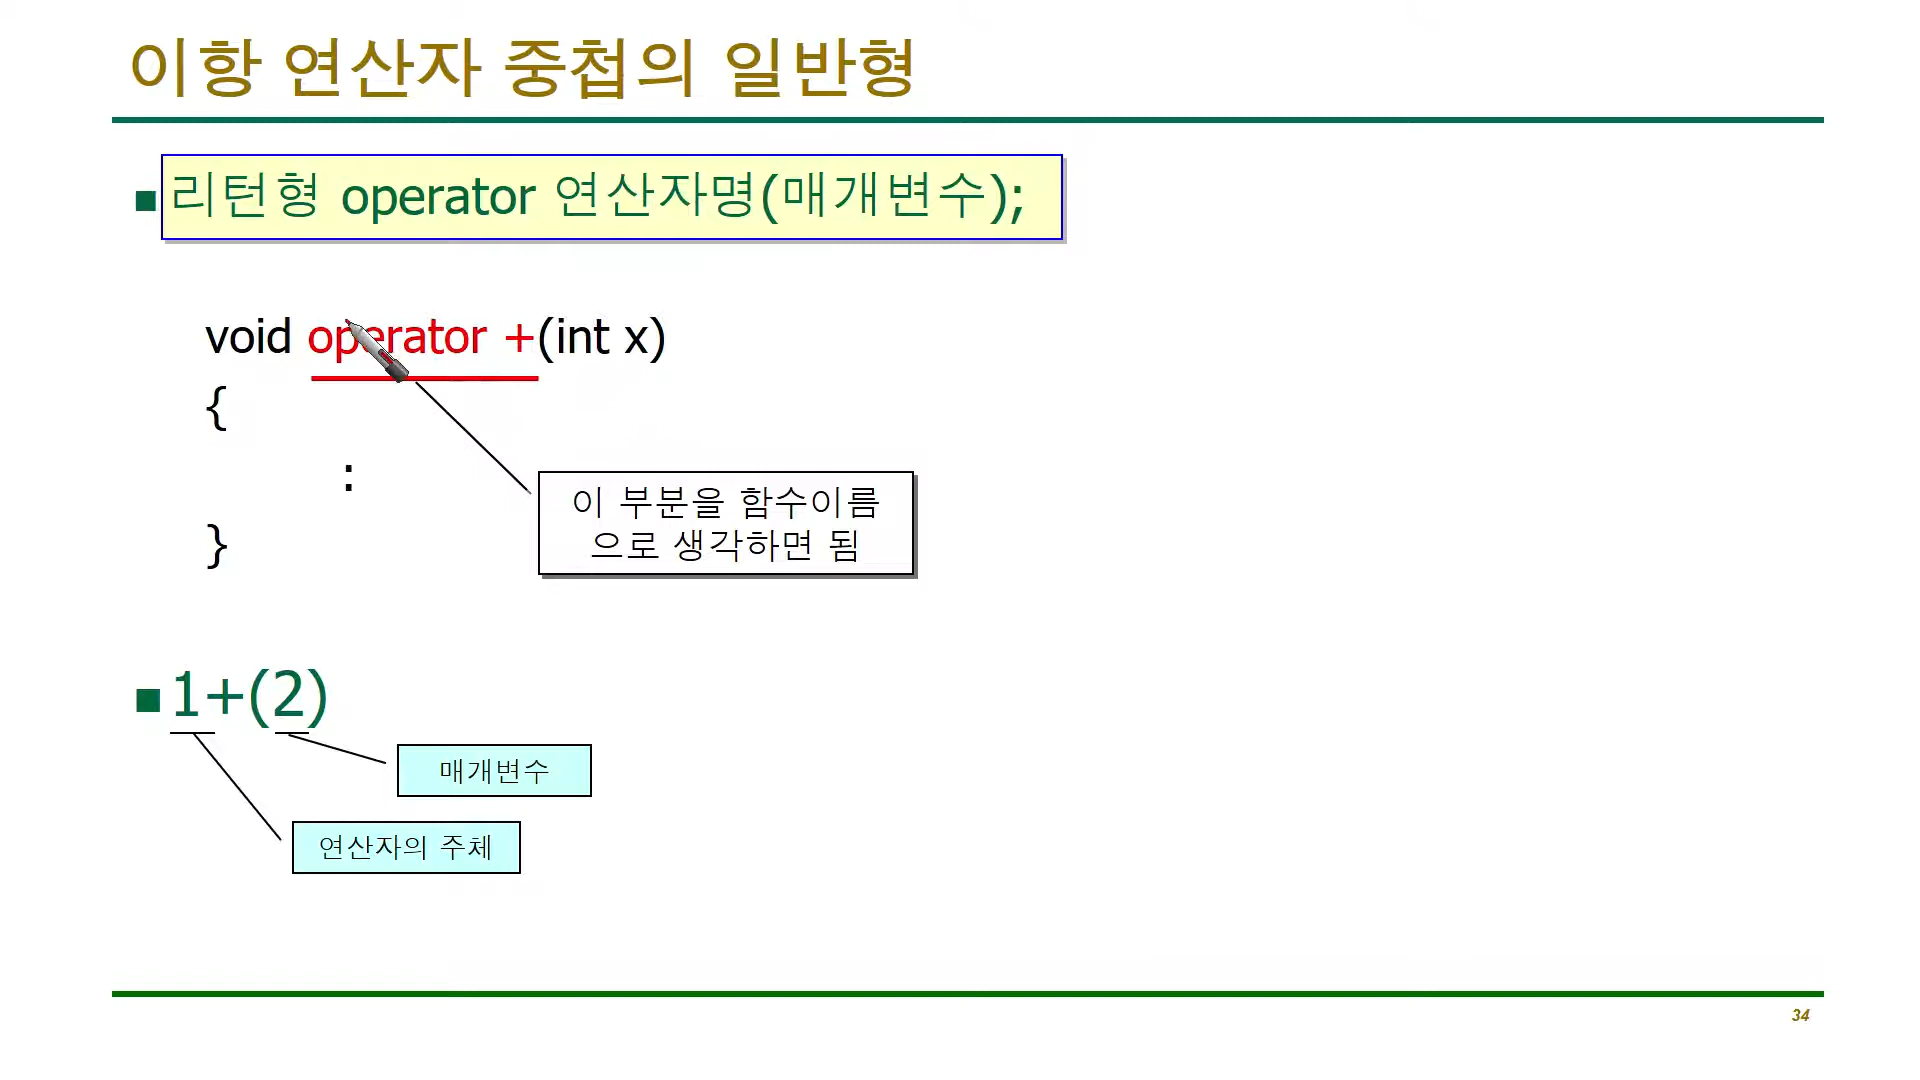 이항 연산자 중첩의 일반형
■ 리턴형 operator 연산자명(매개변수);
void operator +(int x)
{
:
}
이 부분을 함수이름
으로 생각하면 됨
■ 1+(2)
매개변수
연산자의 주체
34